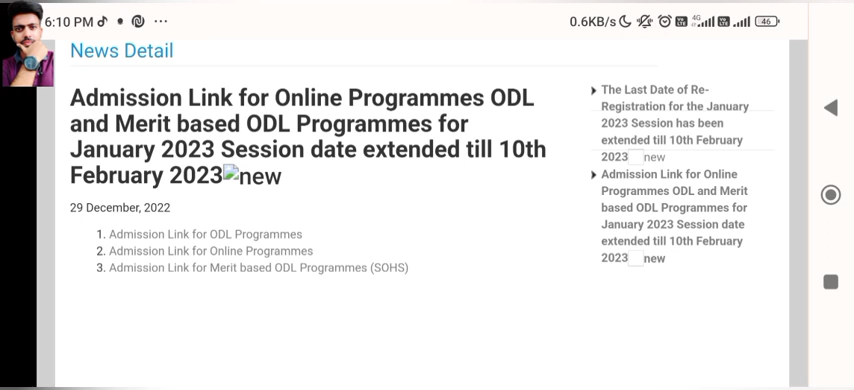 6:10 PM
0.6KB/s
4G
46
News Detail
Admission Link for Online Programmes ODL
and Merit based ODL Programmes for
January 2023 Session date extended till 10th
February 2023 new
29 December, 2022
1. Admission Link for ODL Programmes
2. Admission Link for Online Programmes
3. Admission Link for Merit based ODL Programmes (SOHS)
The Last Date of Re-
Registration for the January
2023 Session has been
extended till 10th February
2023 new
Admission Link for Online
Programmes ODL and Merit
based ODL Programmes for
January 2023 Session date
extended till 10th February
2023 new